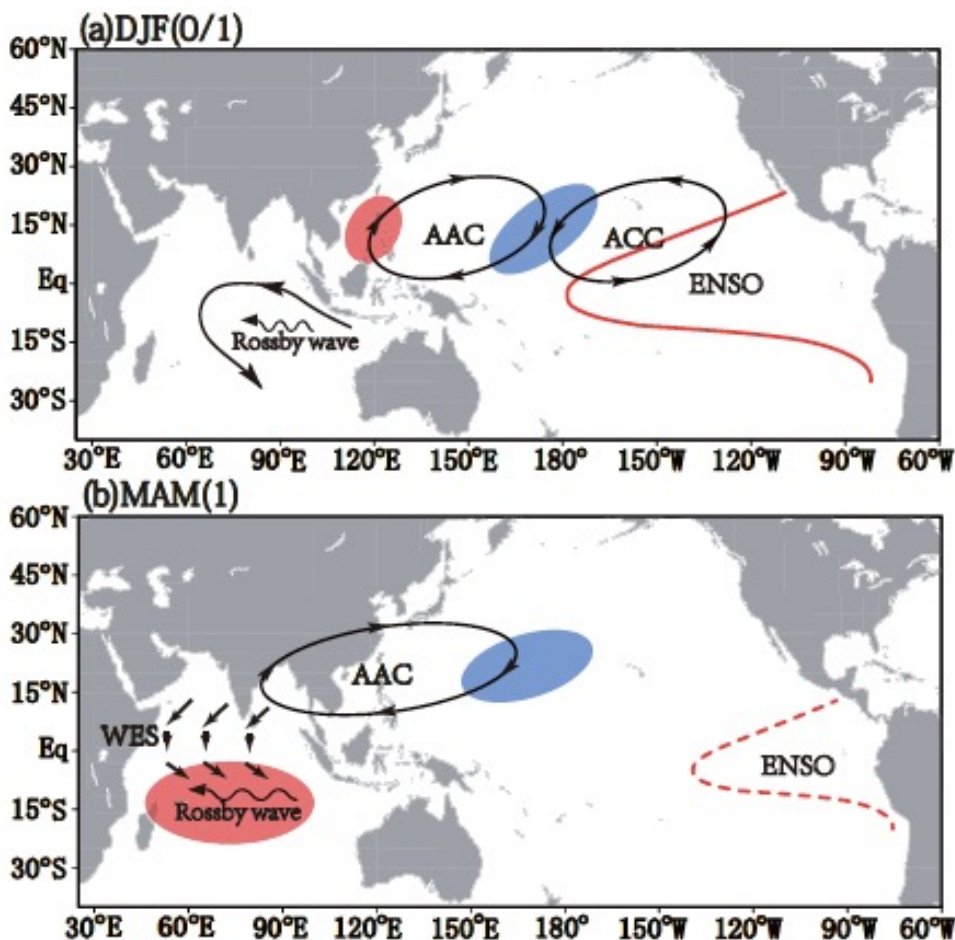 (a)DJF(0/1)
60°N
45°N
30°N
15°N
Eq
15°S
30°S
AAC
ACC
ENSO
Rossby wave
30°E 60°E 90°E 120°E 150°E 180° 150°W 120°W 90°W 60°W
(b)MAM(1)
60°N
45°N
30°N
15°N
Eq
15°S
30°S
AAC
WES
ENSO
Rossby wave
30°E 60°E 90°E 120°E 150°E 180° 150°W 120°W 90°W 60°W